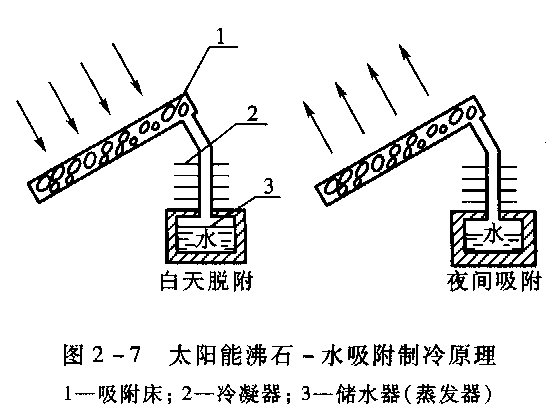 1
2
3
水
水
白天脱附
夜间吸附
图 2-7 太阳能沸石-水吸附制冷原理
1—吸附床；2—冷凝器；3—储水器(蒸发器)